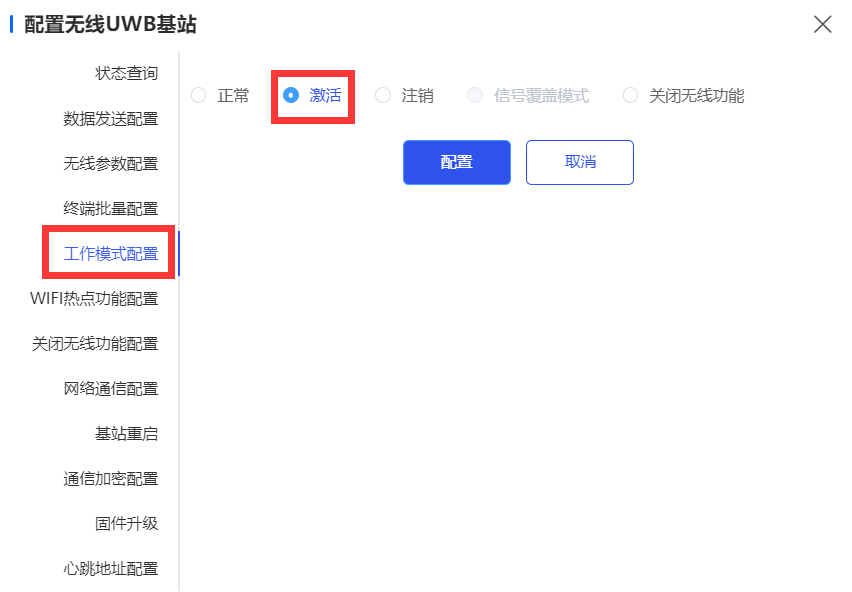 配置无线UWB基站
状态查询
数据发送配置
无线参数配置
终端批量配置
工作模式配置
WIFI热点功能配置
关闭无线功能配置
网络通信配置
基站重启
通信加密配置
固件升级
心跳地址配置
正常 激活 注销 信号覆盖模式 关闭无线功能
配置 取消